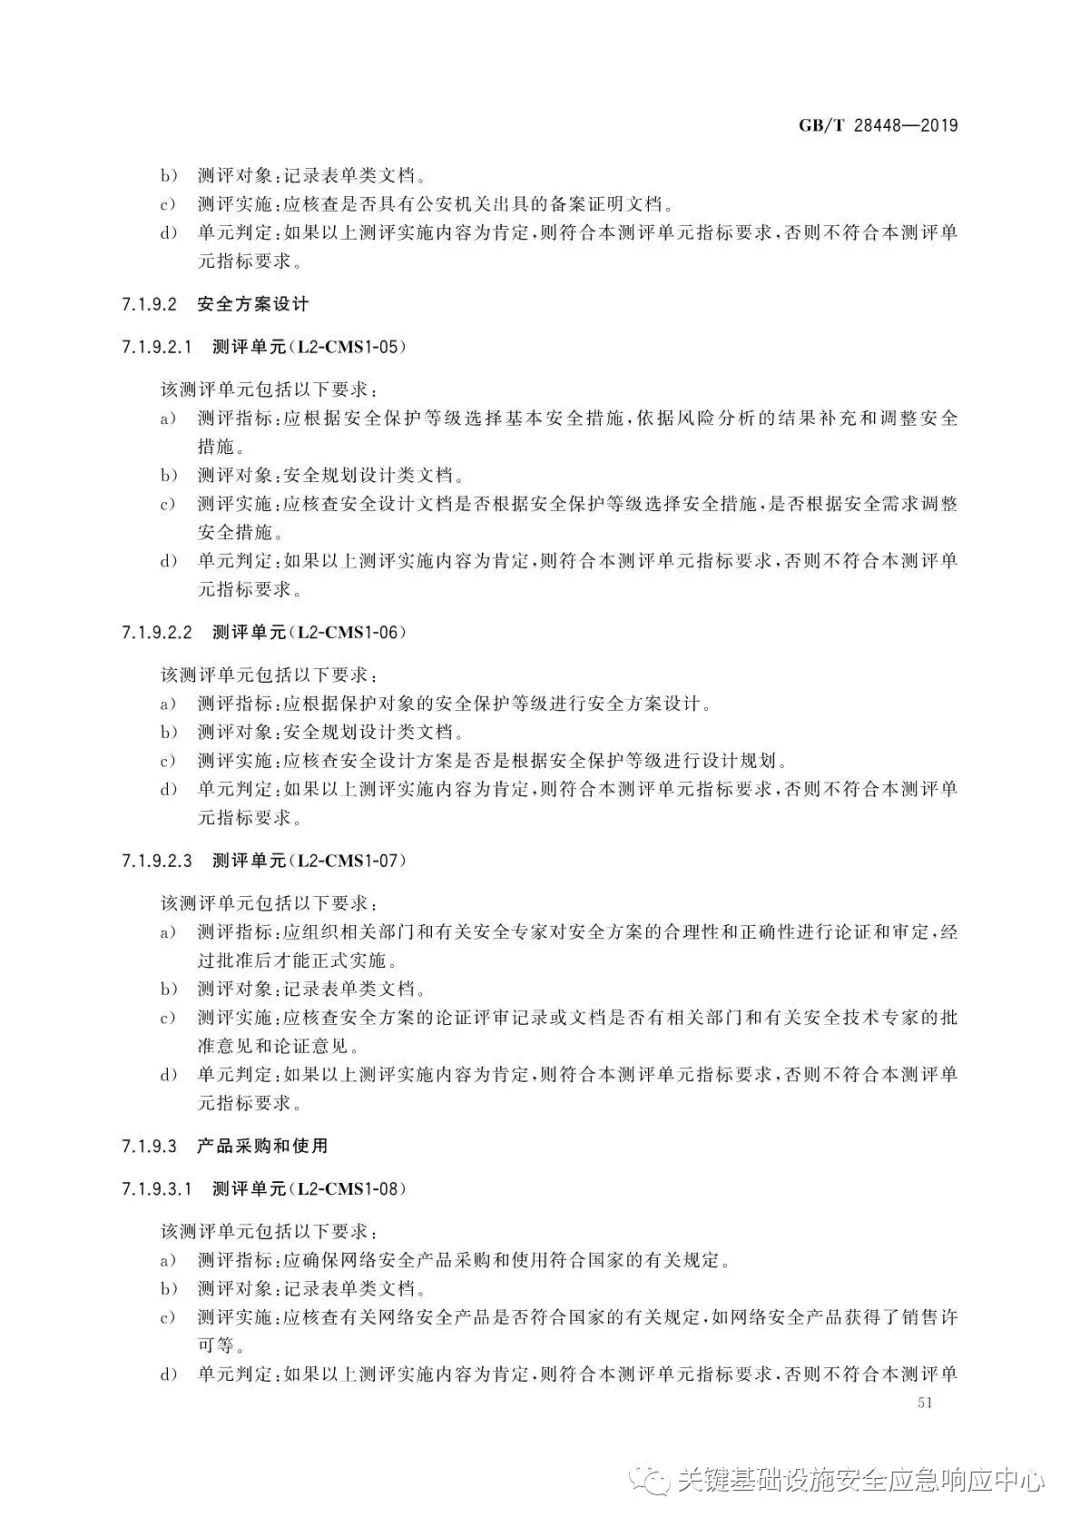 GB/T 28448—2019
b) 测评对象：记录表单类文档。
c) 测评实施：应核查是否具有公安机关出具的备案证明文档。
d) 单元判定：如果以上测评实施内容为肯定，则符合本测评单元指标要求，否则不符合本测评单
元指标要求。
7.1.9.2 安全方案设计
7.1.9.2.1 测评单元（L2-CMS1-05）
该测评单元包括以下要求：
a) 测评指标：应根据安全保护等级选择基本安全措施，依据风险分析的结果补充和调整安全
措施。
b) 测评对象：安全规划设计类文档。
c) 测评实施：应核查安全设计文档是否根据安全保护等级选择安全措施，是否根据安全需求调整
安全措施。
d) 单元判定：如果以上测评实施内容为肯定，则符合本测评单元指标要求，否则不符合本测评单
元指标要求。
7.1.9.2.2 测评单元（L2-CMS1-06）
该测评单元包括以下要求：
a) 测评指标：应根据保护对象的安全保护等级进行安全方案设计。
b) 测评对象：安全规划设计类文档。
c) 测评实施：应核查安全设计方案是否是根据安全保护等级进行设计规划。
d) 单元判定：如果以上测评实施内容为肯定，则符合本测评单元指标要求，否则不符合本测评单
元指标要求。
7.1.9.2.3 测评单元（L2-CMS1-07）
该测评单元包括以下要求：
a) 测评指标：应组织相关部门和有关安全专家对安全方案的合理性和正确性进行论证和审定，经
过批准后才能正式实施。
b) 测评对象：记录表单类文档。
c) 测评实施：应核查安全方案的论证评审记录或文档是否有相关部门和有关安全技术专家的批
准意见和论证意见。
d) 单元判定：如果以上测评实施内容为肯定，则符合本测评单元指标要求，否则不符合本测评单
元指标要求。
7.1.9.3 产品采购和使用
7.1.9.3.1 测评单元（L2-CMS1-08）
该测评单元包括以下要求：
a) 测评指标：应确保网络安全产品采购和使用符合国家的有关规定。
b) 测评对象：记录表单类文档。
c) 测评实施：应核查有关网络安全产品是否符合国家的有关规定，如网络安全产品获得了销售许
可等。
d) 单元判定：如果以上测评实施内容为肯定，则符合本测评单元指标要求，否则不符合本测评单
51
关键基础设施安全应急响应中心